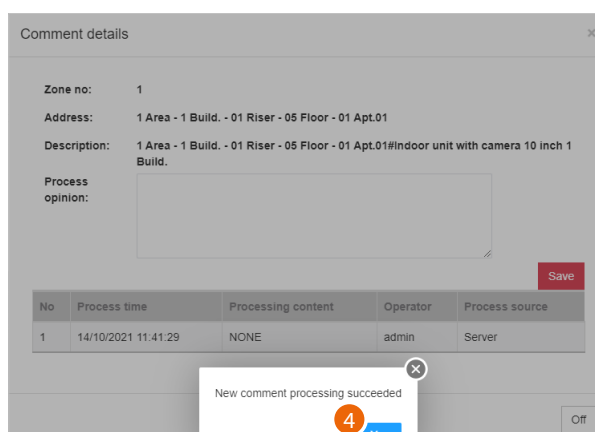 Comment details
Zone no: 1
Address: 1 Area - 1 Build. - 01 Riser - 05 Floor - 01 Apt.01
Description: 1 Area - 1 Build. - 01 Riser - 05 Floor - 01 Apt.01#Indoor unit with camera 10 inch 1
Build.
Process
opinion:
Save
No Process time Processing content Operator Process source
1 14/10/2021 11:41:29 NONE admin Server
New comment processing succeeded
4
Off